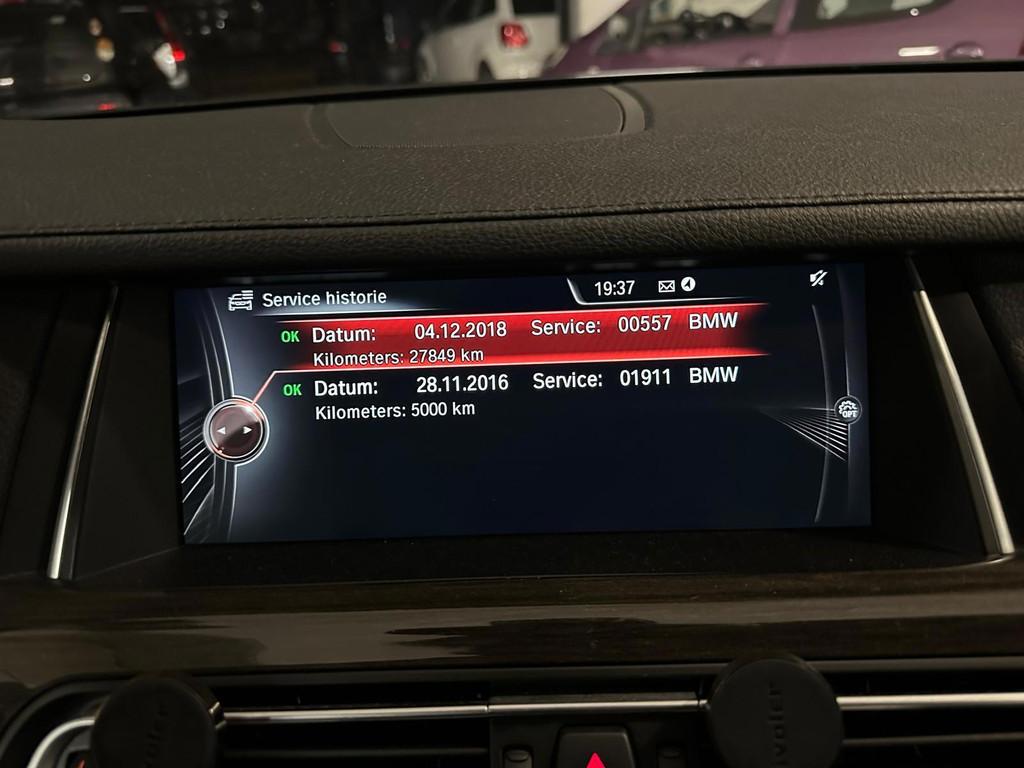 Service historie
19:37
OK Datum: 04.12.2018 Service: 00557 BMW
Kilometers: 27849 km
OK Datum: 28.11.2016 Service: 01911 BMW
Kilometers: 5000 km
OPT